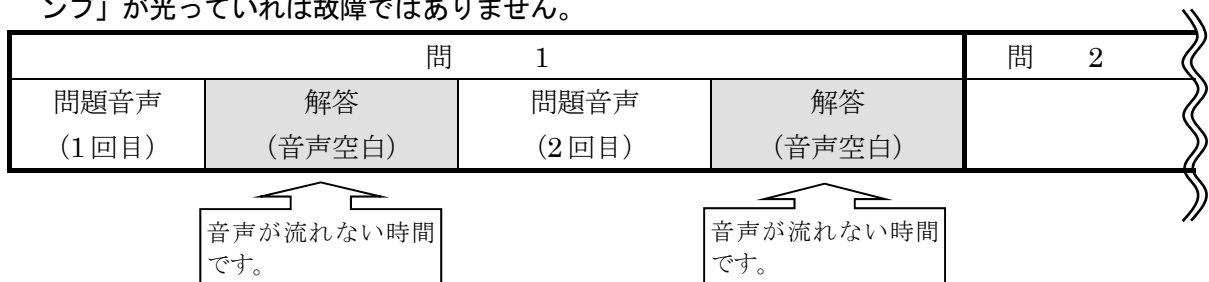 ンプ」が光っていれば故障ではありません。
問 1 問 2
問題音声 解答 問題音声 解答
(1回目) (音声空白) (2回目) (音声空白)
音声が流れない時間 音声が流れない時間
です。 です。